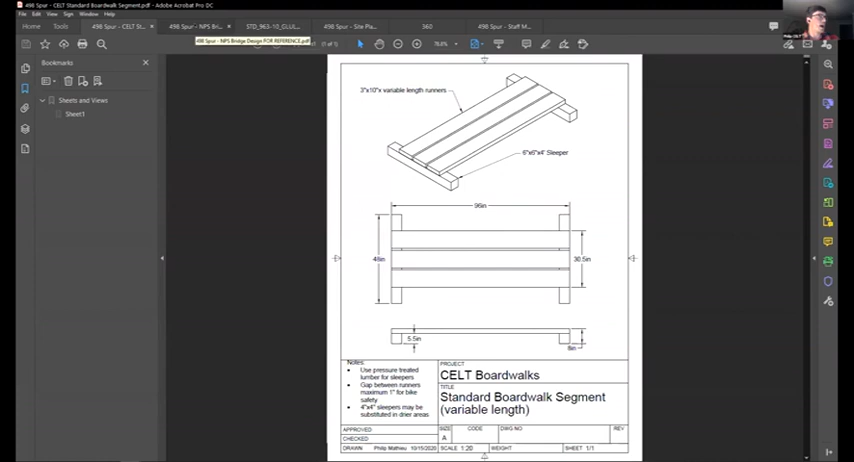 498 Spur - CELT Standard Boardwalk Segment.pdf - Adobe Acrobat Pro DC
File Edit View Sign Window Help
Home Tools 498 Spur - CELT St... × 498 Spur - NPS Bri... × STD_963-10_GLUL... 498 Spur - Site Pla... 360 498 Spur - Staff M...
498 Spur - NPS Bridge Design FOR REFERENCE.pdf
(1 of 1) 78.8%
Bookmarks ×
Sheets and Views
Sheet1
3"x10"x variable length runners
6"x6"x4' Sleeper
96in
48in
30.5in
5.5in
8in
Notes:
• Use pressure treated
lumber for sleepers
• Gap between runners
maximum 1" for bike
safety
• 4"x4" sleepers may be
substituted in drier areas
PROJECT
CELT Boardwalks
TITLE
Standard Boardwalk Segment
(variable length)
APPROVED
CHECKED
SIZE CODE DWG NO REV
A
DRAWN Philip Mathieu 10/15/2020 SCALE 1:20 WEIGHT SHEET 1/1